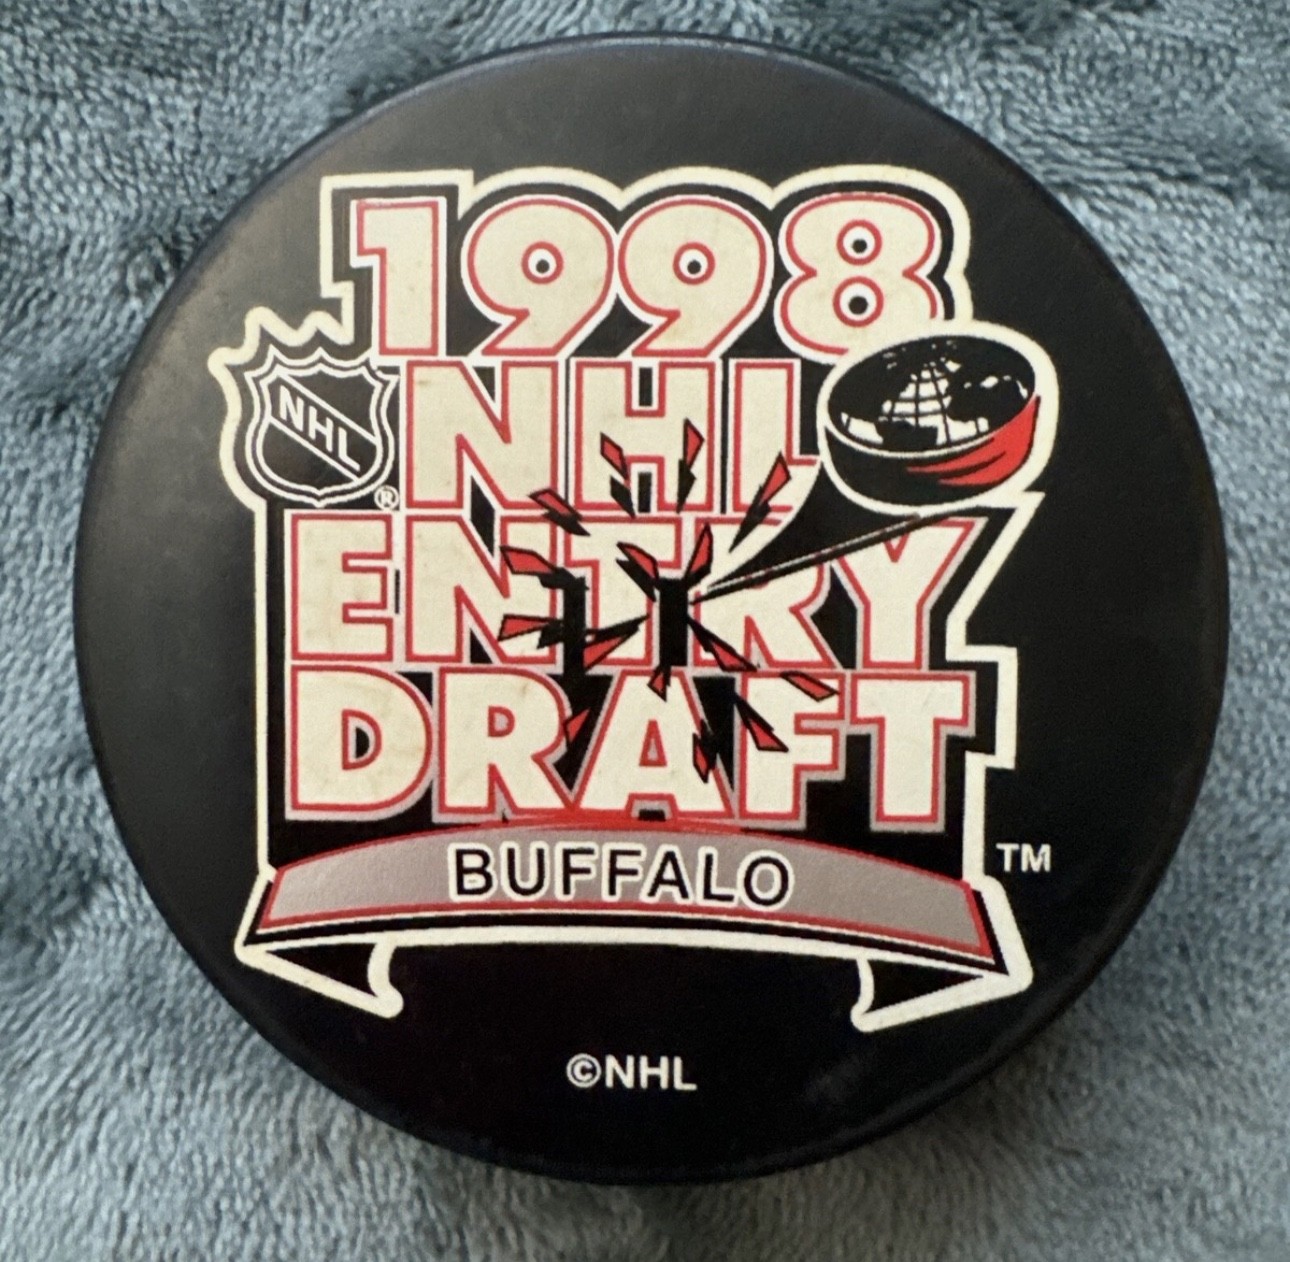 1998
NHL
NHL
®
ENTRY
DRAFT
BUFFALO
TM
©NHL